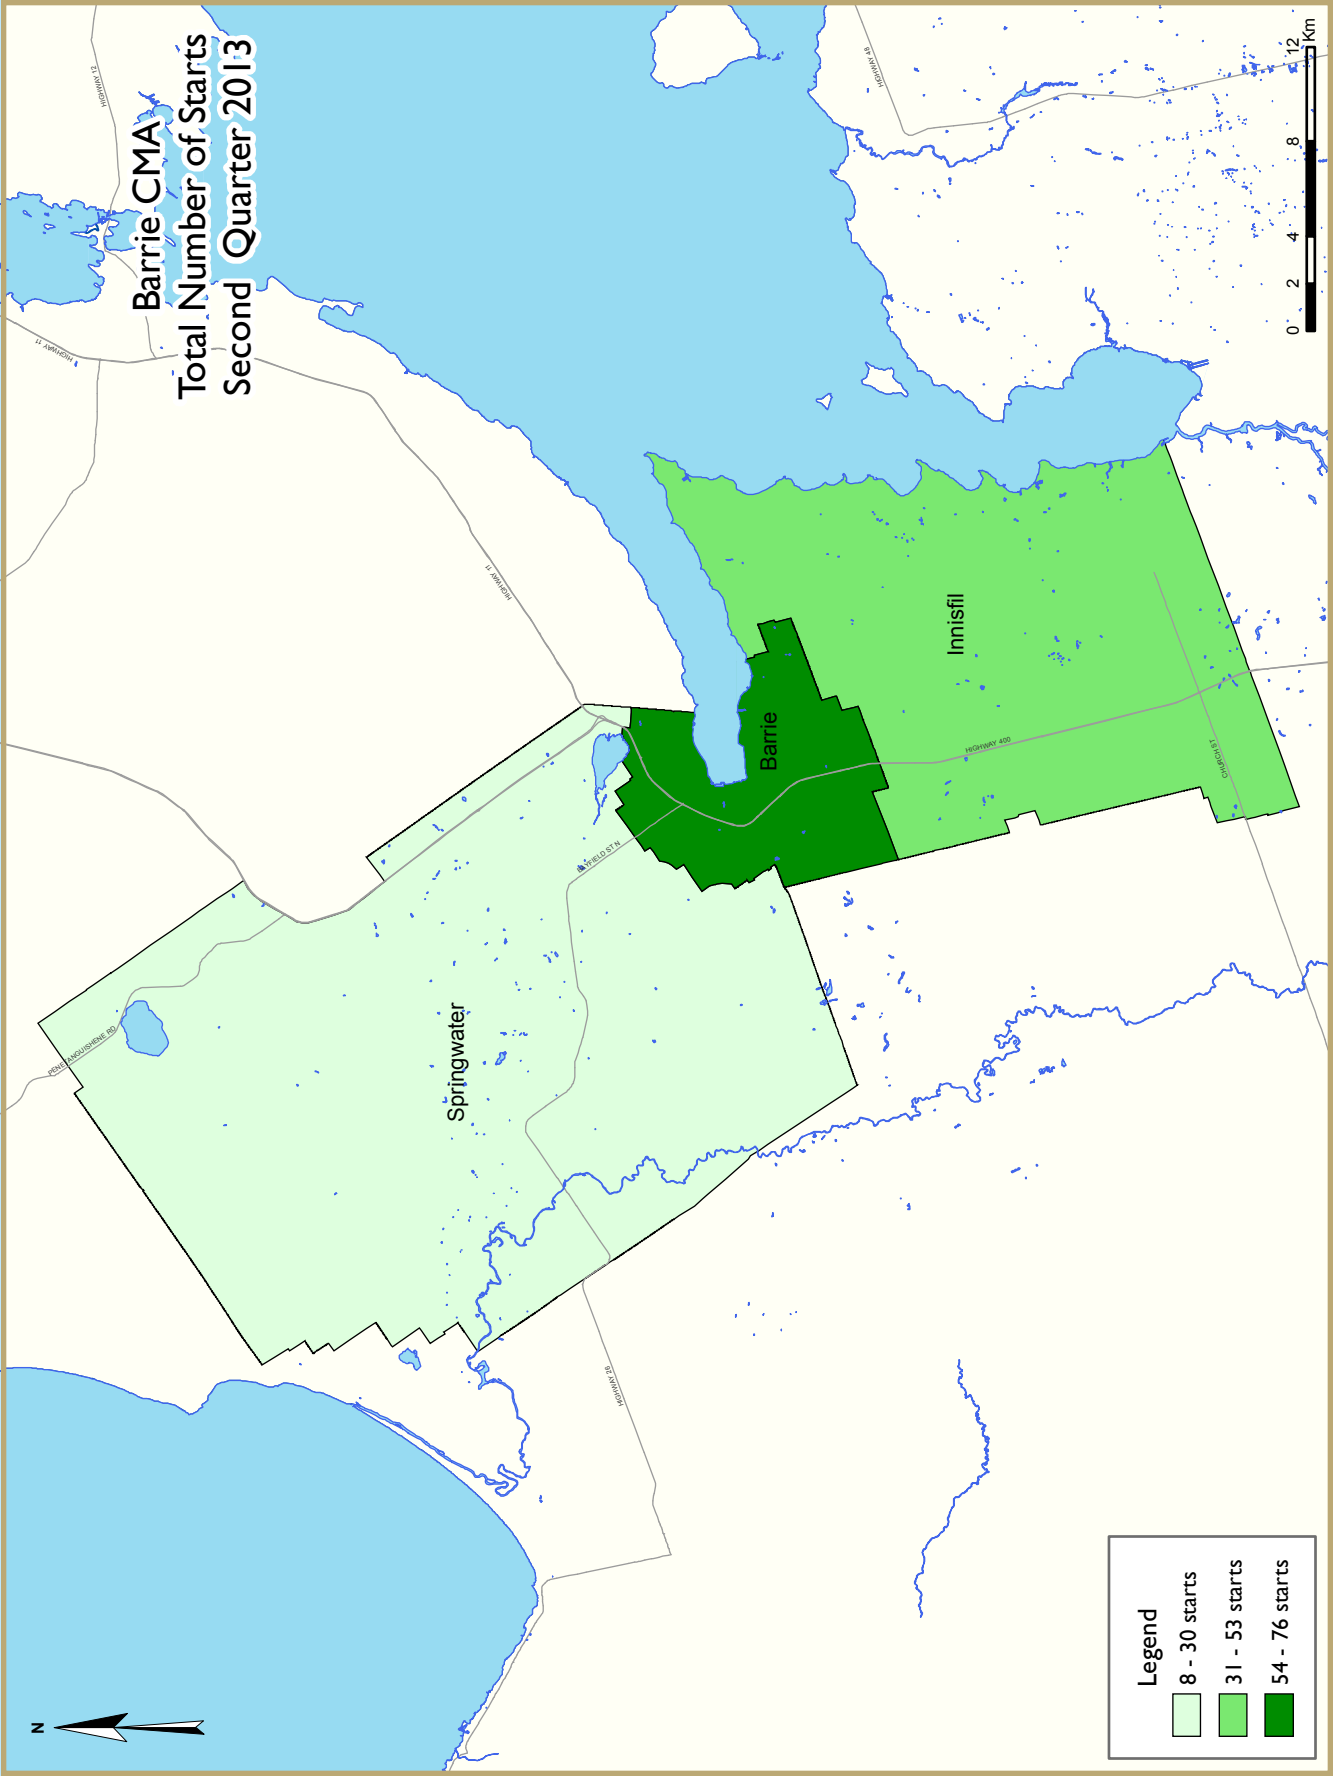 Barrie CMA
Total Number of Starts
Second Quarter 2013
N
HIGHWAY 12
HIGHWAY 11
HIGHWAY 48
HIGHWAY 11
PENETANGUISHENE RD
Springwater
BAYFIELD ST N
Barrie
Innisfil
HIGHWAY 400
CHURCH ST
HIGHWAY 26
Legend
8 - 30 starts
31 - 53 starts
54 - 76 starts
0 2 4 8 12
Km